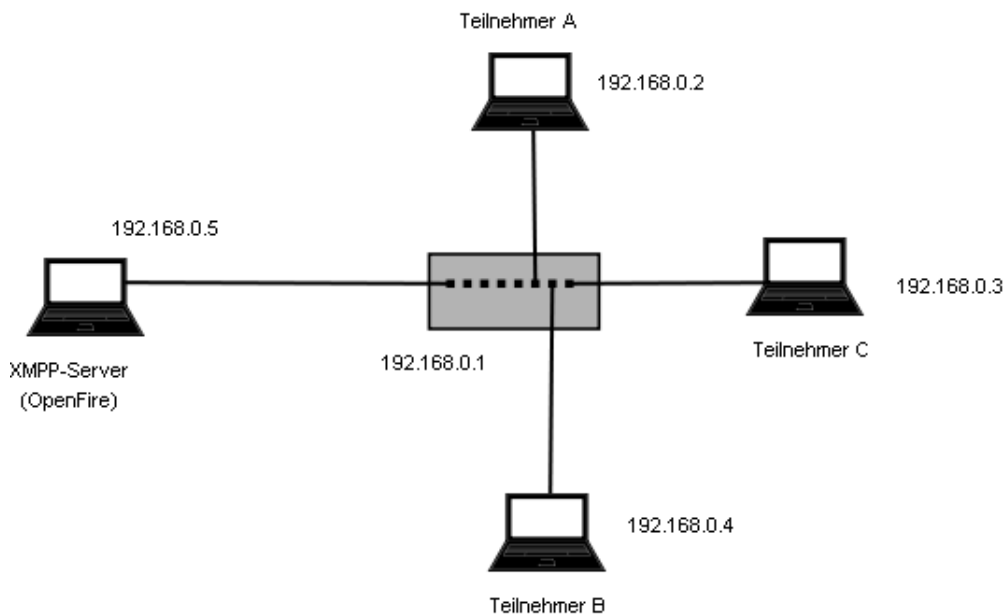 Teilnehmer A
192.168.0.2
192.168.0.5
192.168.0.3
192.168.0.1
Teilnehmer C
XMPP-Server
(OpenFire)
192.168.0.4
Teilnehmer B